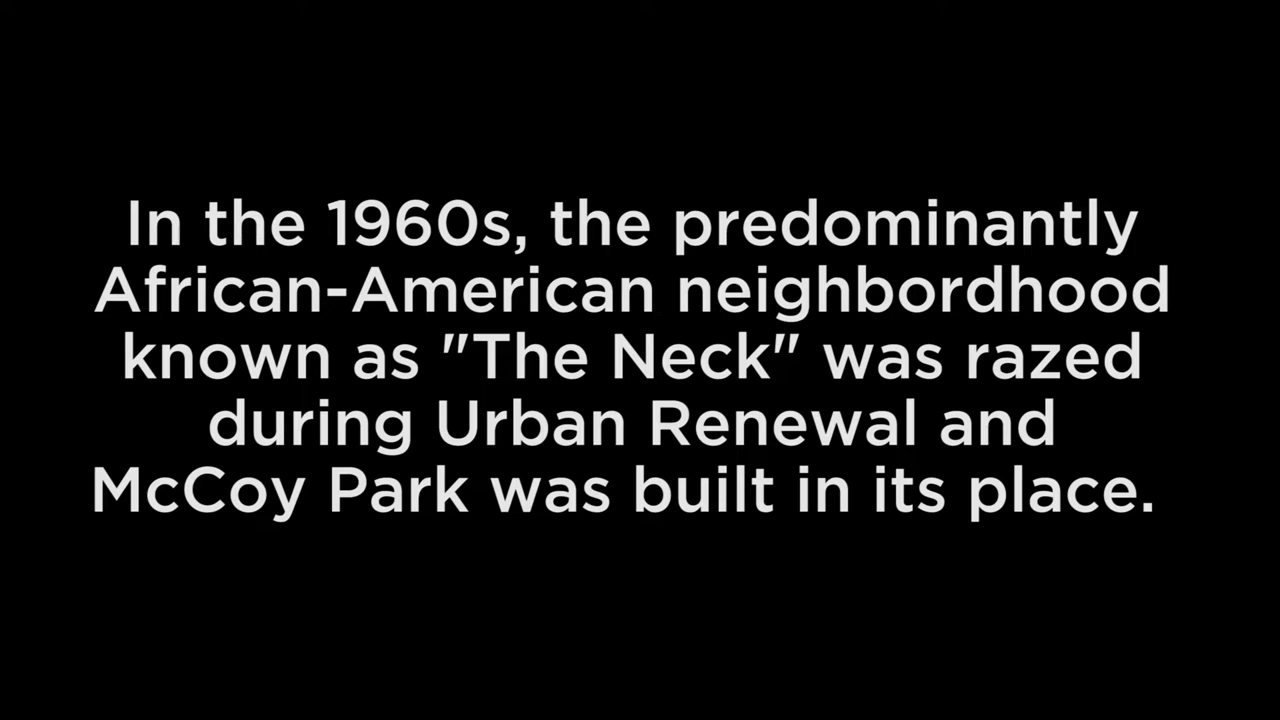 In the 1960s, the predominantly
African-American neighbordhood
known as "The Neck" was razed
during Urban Renewal and
McCoy Park was built in its place.